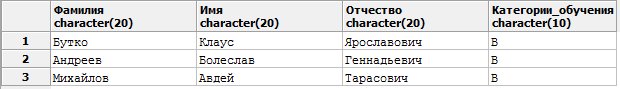 Фамилия Имя Отчество Категории_обучения
character(20) character(20) character(20) character(10)
1 Бутко Клаус Ярославович В
2 Андреев Болеслав Геннадьевич В
3 Михайлов Авдей Тарасович В